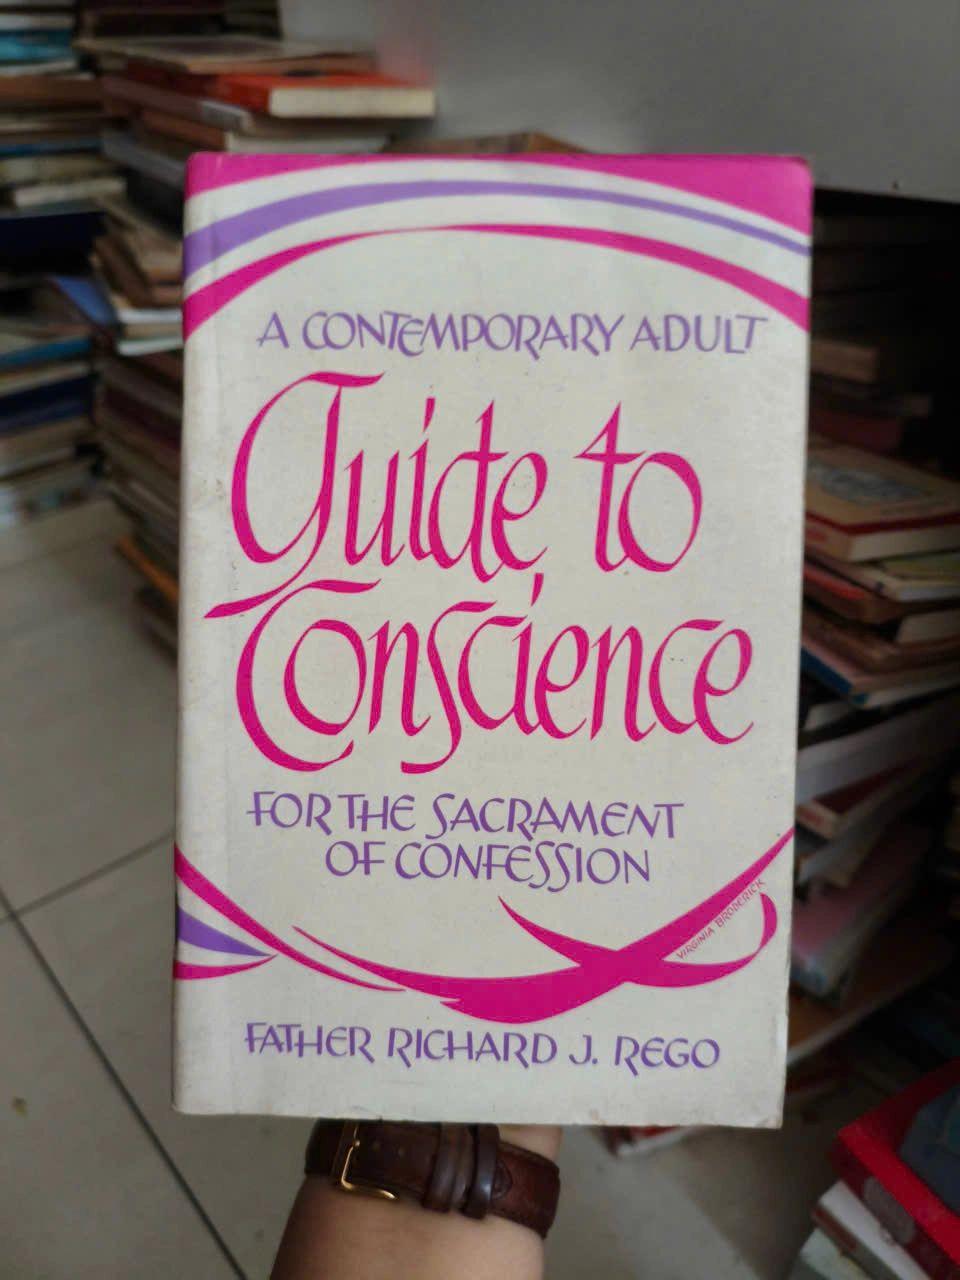 A CONTEMPORARY ADULT
Guide to
Conscience
FOR THE SACRAMENT
OF CONFESSION
VIRGINIA BRODERICK
FATHER RICHARD J. REGO